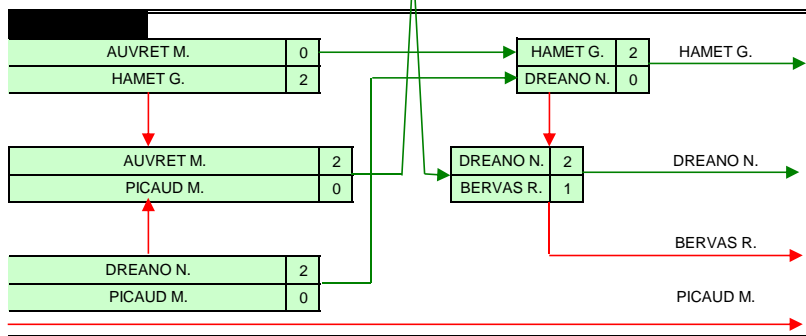 AUVRET M. 0 HAMET G. 2 HAMET G.
HAMET G. 2 DREANO N. 0
AUVRET M. 2 DREANO N. 2 DREANO N.
PICAUD M. 0 BERVAS R. 1
BERVAS R.
DREANO N. 2
PICAUD M. 0 PICAUD M.